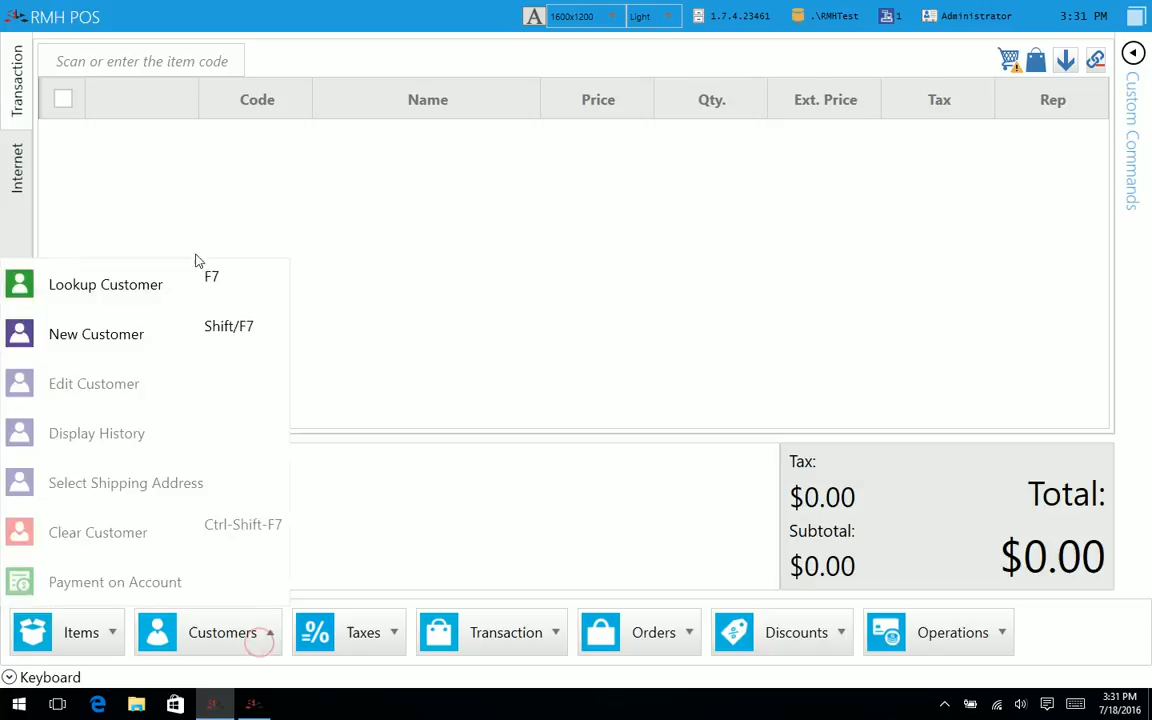 RMH POS
A 1600x1200 Light 1.7.4.23461 .\RMHTest 1 Administrator 3:31 PM
Transaction
Internet
Scan or enter the item code
Code Name Price Qty. Ext. Price Tax Rep
Custom Commands
Lookup Customer F7
New Customer Shift/F7
Edit Customer
Display History
Select Shipping Address
Clear Customer Ctrl-Shift-F7
Payment on Account
Tax:
$0.00
Subtotal:
$0.00
Total:
$0.00
Items Customers Taxes Transaction Orders Discounts Operations
Keyboard
3:31 PM
7/18/2016